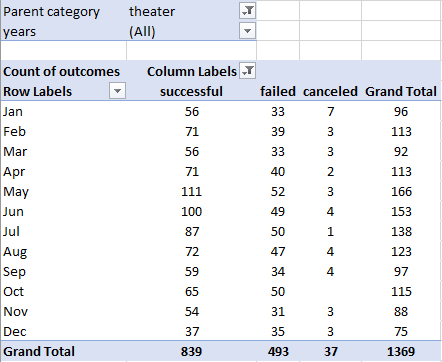 Parent category theater
years (All)
Count of outcomes Column Labels
Row Labels successful failed canceled Grand Total
Jan 56 33 7 96
Feb 71 39 3 113
Mar 56 33 3 92
Apr 71 40 2 113
May 111 52 3 166
Jun 100 49 4 153
Jul 87 50 1 138
Aug 72 47 4 123
Sep 59 34 4 97
Oct 65 50 115
Nov 54 31 3 88
Dec 37 35 3 75
Grand Total 839 493 37 1369